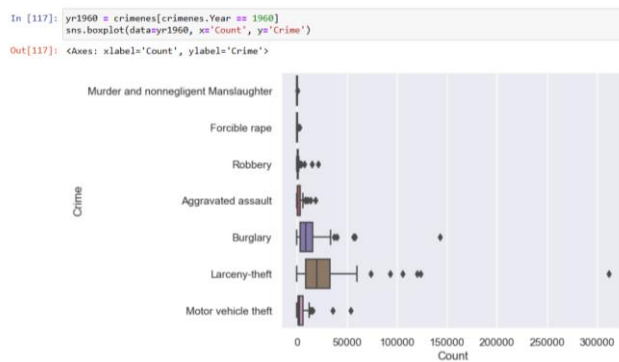 In [117]: yr1960 = crimenes[crimenes.Year == 1960]
sns.boxplot(data=yr1960, x='Count', y='Crime')
Out[117]: <Axes: xlabel='Count', ylabel='Crime'>
Murder and nonnegligent Manslaughter
Forcible rape
Robbery
Aggravated assault
Burglary
Larceny-theft
Motor vehicle theft
Crime
0 50000 100000 150000 200000 250000 300000
Count